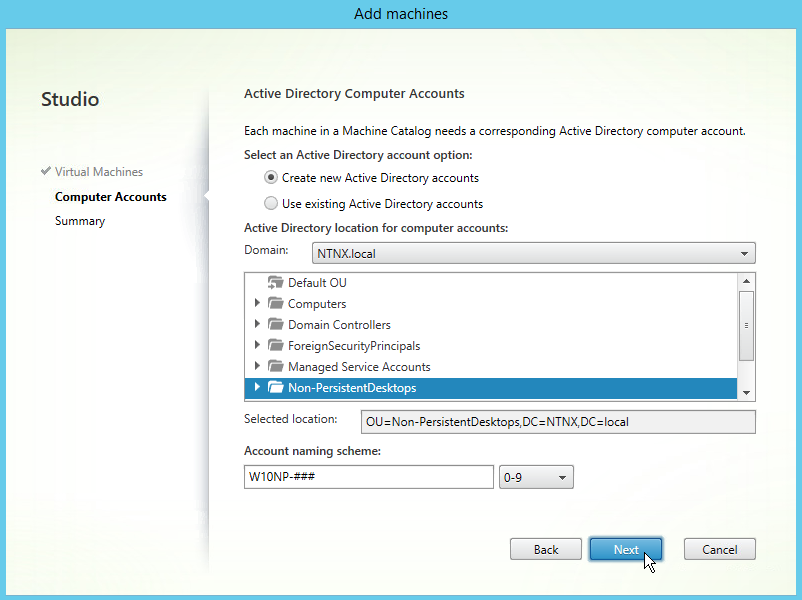 Add machines
Studio
Virtual Machines
Computer Accounts
Summary
Active Directory Computer Accounts
Each machine in a Machine Catalog needs a corresponding Active Directory computer account.
Select an Active Directory account option:
Create new Active Directory accounts
Use existing Active Directory accounts
Active Directory location for computer accounts:
Domain: NTNX.local
Default OU
Computers
Domain Controllers
ForeignSecurityPrincipals
Managed Service Accounts
Non-PersistentDesktops
Selected location: OU=Non-PersistentDesktops,DC=NTNX,DC=local
Account naming scheme:
W10NP-### 0-9
Back Next Cancel